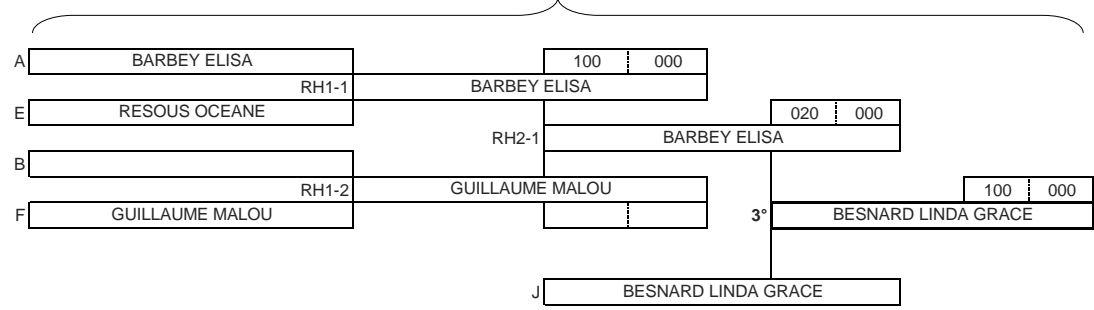 A BARBEY ELISA 100 000
RH1-1 BARBEY ELISA
E RESOUS OCEANE 020 000
RH2-1 BARBEY ELISA
B
RH1-2 GUILLAUME MALOU 100 000
F GUILLAUME MALOU 3° BESNARD LINDA GRACE
J BESNARD LINDA GRACE